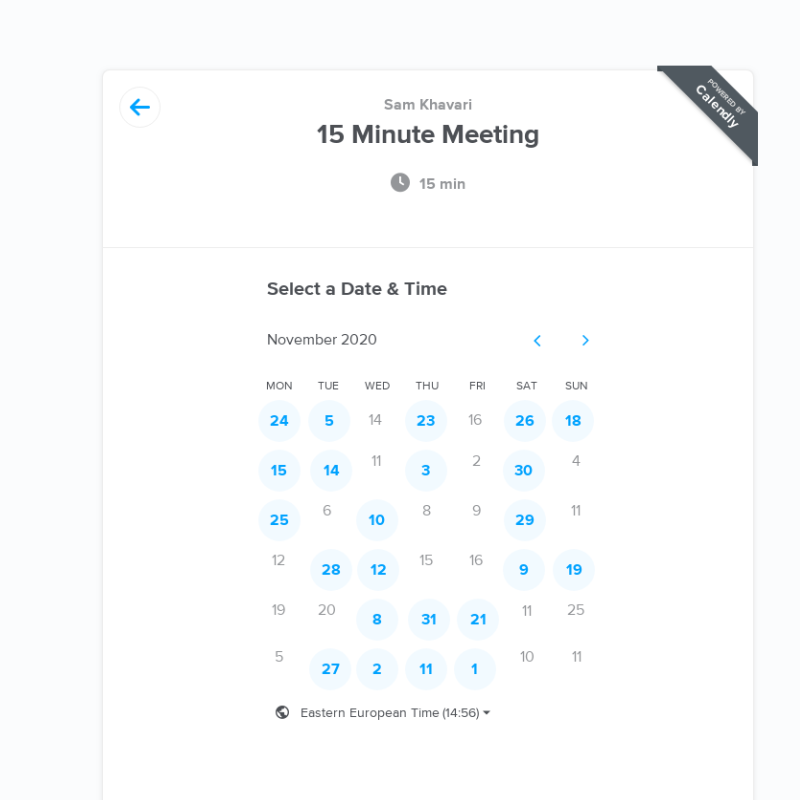 POWERED BY
Calendly
Sam Khavari
15 Minute Meeting
15 min
Select a Date & Time
November 2020
MON TUE WED THU FRI SAT SUN
24 5 14 23 16 26 18
15 14 11 3 2 30 4
25 6 10 8 9 29 11
12 28 12 15 16 9 19
19 20 8 31 21 11 25
5 27 2 11 1 10 11
Eastern European Time (14:56)